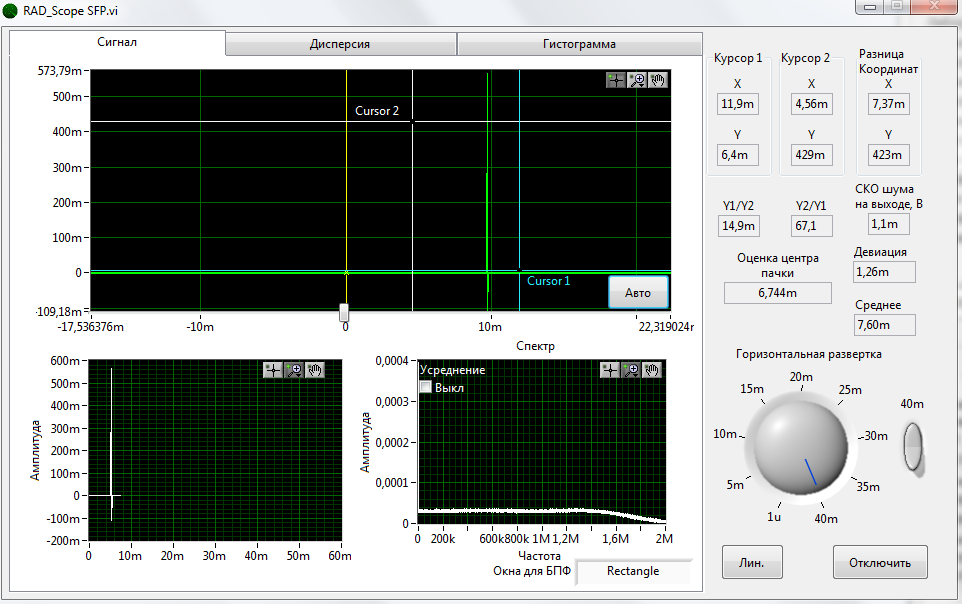 RAD_Scope SFP.vi
Сигнал
Дисперсия
Гистограмма
573,79m
500m
400m
300m
200m
100m
0
-109,18m
-17,536376m
-10m
0
10m
22,319024r
Cursor 2
Cursor 1
Авто
Курсор 1
X
11,9m
Y
6,4m
Курсор 2
X
4,56m
Y
429m
Разница
Координат
X
7,37m
Y
423m
Y1/Y2
14,9m
Y2/Y1
67,1
СКО шума
на выходе, В
1,1m
Оценка центра
пачки
6,744m
Девиация
1,26m
Среднее
7,60m
600m
500m
400m
300m
200m
100m
0
-100m
-200m
Амплитуда
0
10m
20m
30m
40m
50m
60m
Спектр
0,0004
0,0003
0,0002
0,0001
0
Амплитуда
Усреднение
Выкл
0
200k
600k
800k
1M
1,2M
1,6M
2M
Частота
Окна для БПФ
Rectangle
Горизонтальная развертка
1u
5m
10m
15m
20m
25m
30m
35m
40m
40m
Лин.
Отключить